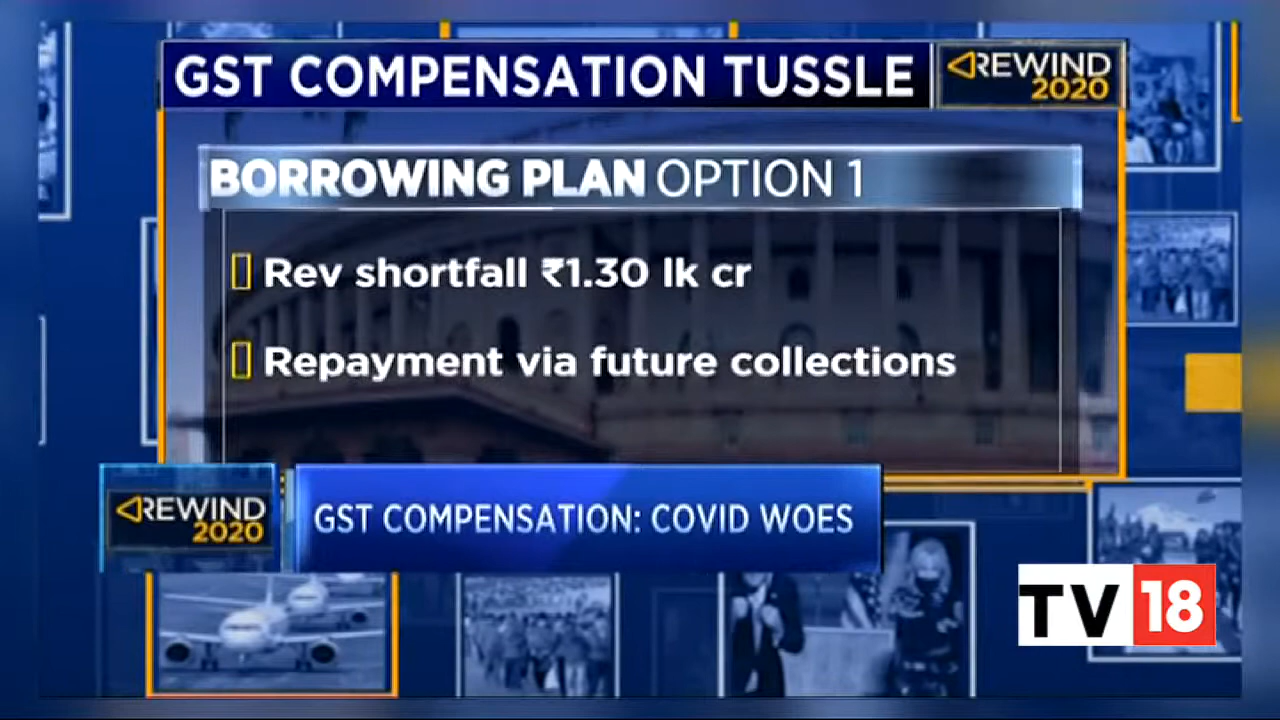 GST COMPENSATION TUSSLE
REWIND
2020
BORROWING PLAN OPTION 1
Rev shortfall ₹1.30 lk cr
Repayment via future collections
REWIND
2020
GST COMPENSATION: COVID WOES
TV18